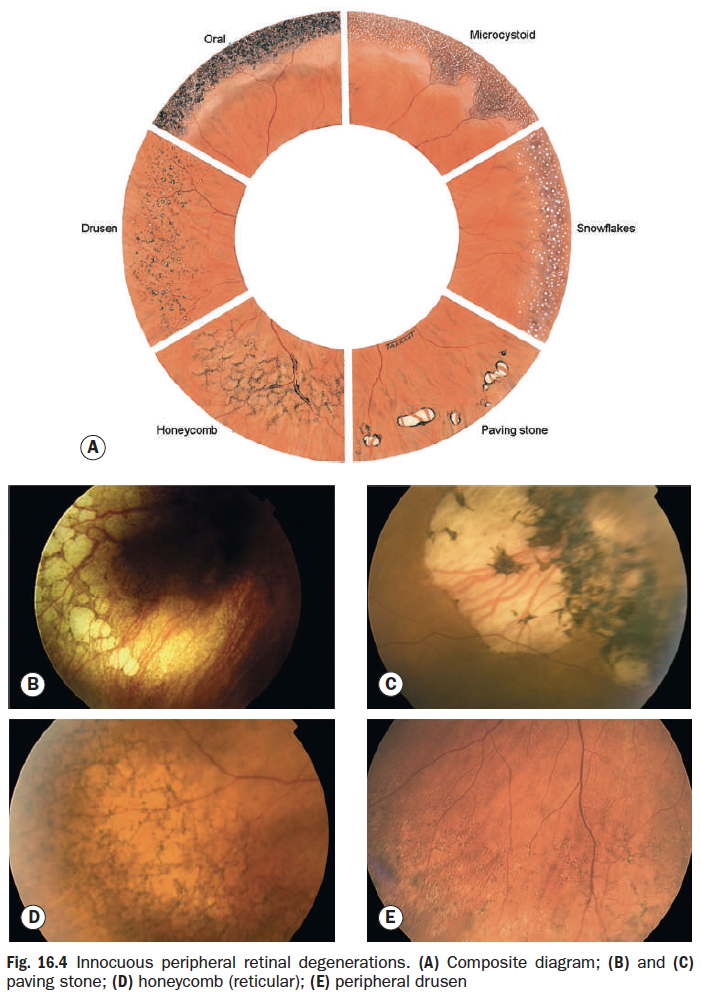 Oral
Microcystoid
Drusen
Snowflakes
Honeycomb
Paving stone
A
B
C
D
E
Fig. 16.4 Innocuous peripheral retinal degenerations. (A) Composite diagram; (B) and (C)
paving stone; (D) honeycomb (reticular); (E) peripheral drusen